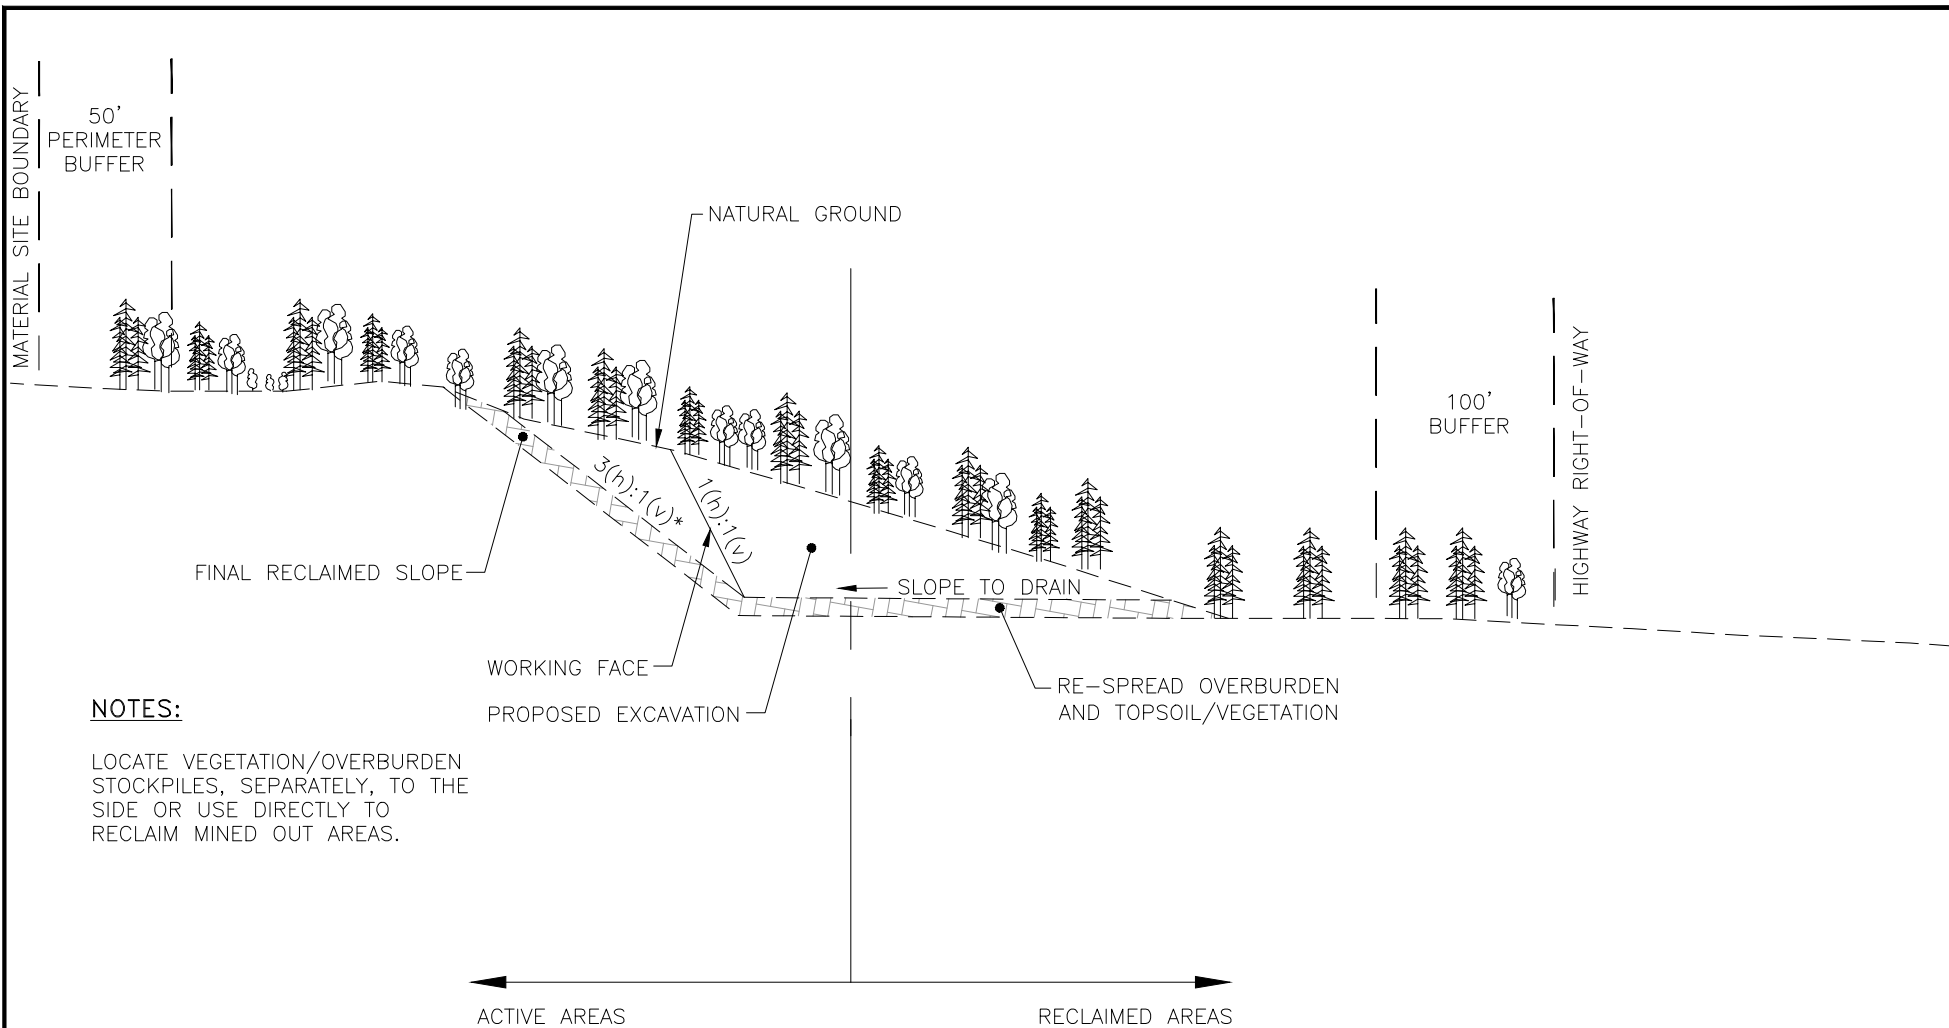 MATERIAL SITE BOUNDARY
50'
PERIMETER
BUFFER
NATURAL GROUND
100'
BUFFER
HIGHWAY RIGHT-OF-WAY
3(h):1(v)*
1(h):1(v)
FINAL RECLAIMED SLOPE
SLOPE TO DRAIN
WORKING FACE
PROPOSED EXCAVATION
RE-SPREAD OVERBURDEN
AND TOPSOIL/VEGETATION
NOTES:
LOCATE VEGETATION/OVERBURDEN
STOCKPILES, SEPARATELY, TO THE
SIDE OR USE DIRECTLY TO
RECLAIM MINED OUT AREAS.
ACTIVE AREAS
RECLAIMED AREAS